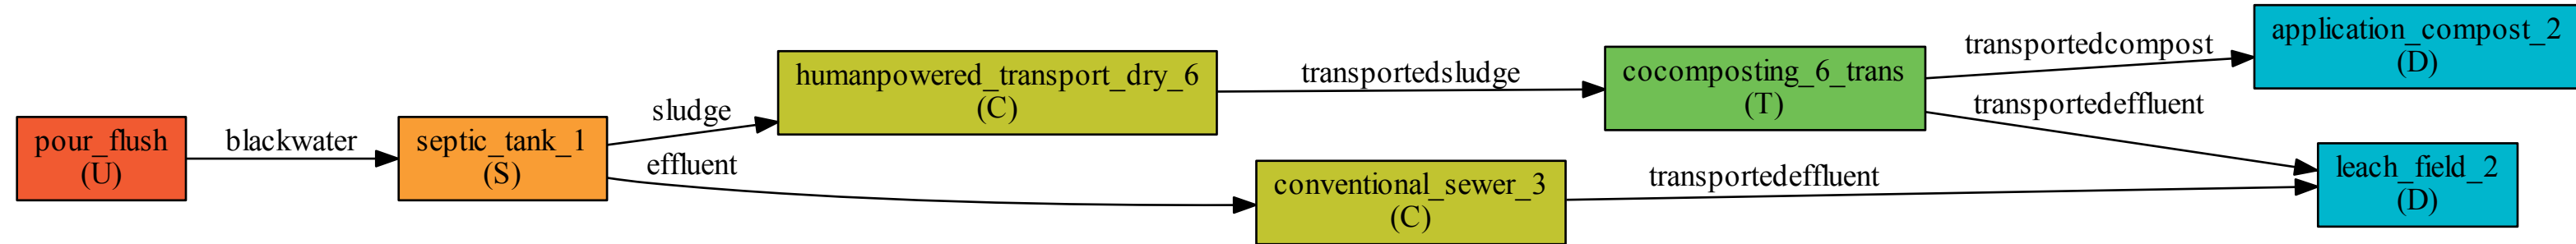 pour_flush
(U)
blackwater
septic_tank_1
(S)
sludge
effluent
humanpowered_transport_dry_6
(C)
transportedsludge
conventional_sewer_3
(C)
transportedeffluent
cocomposting_6_trans
(T)
transportedcompost
transportedeffluent
application_compost_2
(D)
leach_field_2
(D)